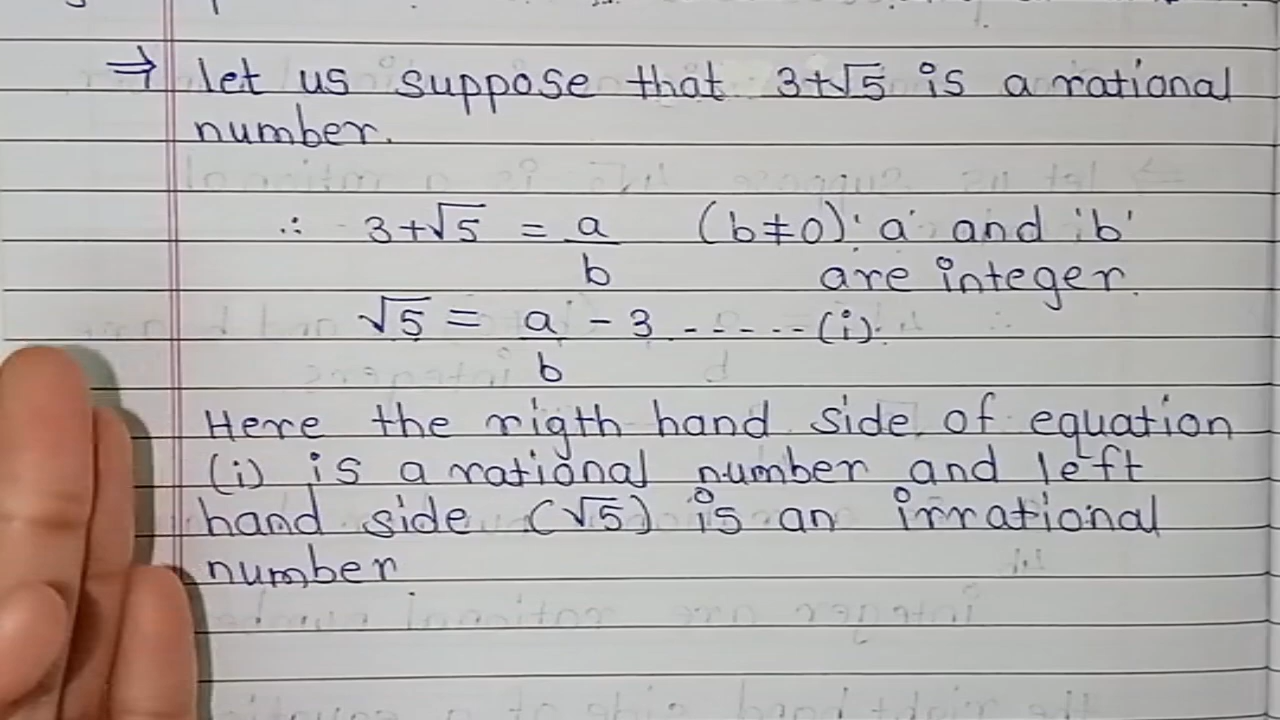 ⇒ let us suppose that 3+√5 is a rational
number.
∴ 3+√5 = a/b (b≠0) 'a' and 'b'
are integer.
√5 = a/b - 3 ------ (i).
Here the rigth hand side of equation
(i) is a rational number and left
hand side (√5) is an irrational
number